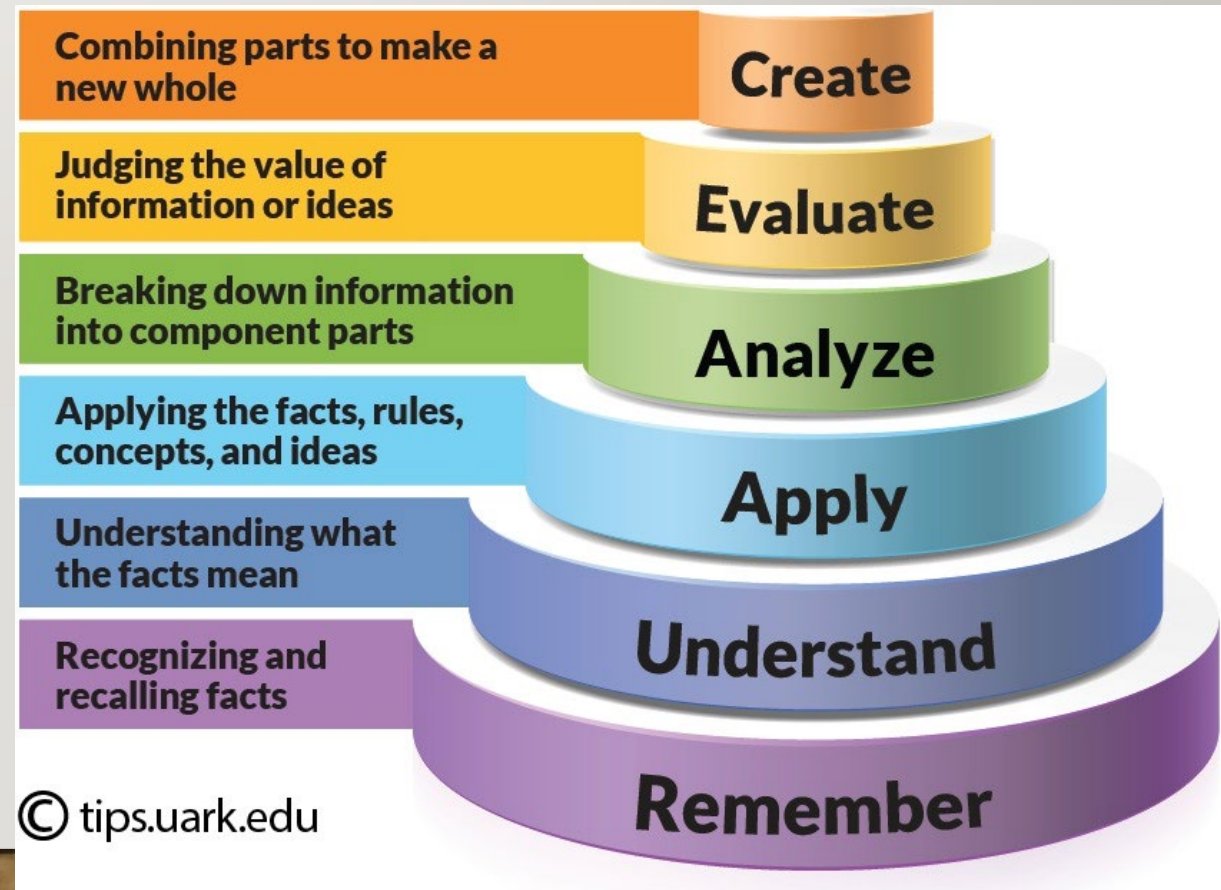 Combining parts to make a
new whole
Create
Judging the value of
information or ideas
Evaluate
Breaking down information
into component parts
Analyze
Applying the facts, rules,
concepts, and ideas
Apply
Understanding what
the facts mean
Understand
Recognizing and
recalling facts
Remember
© tips.uark.edu